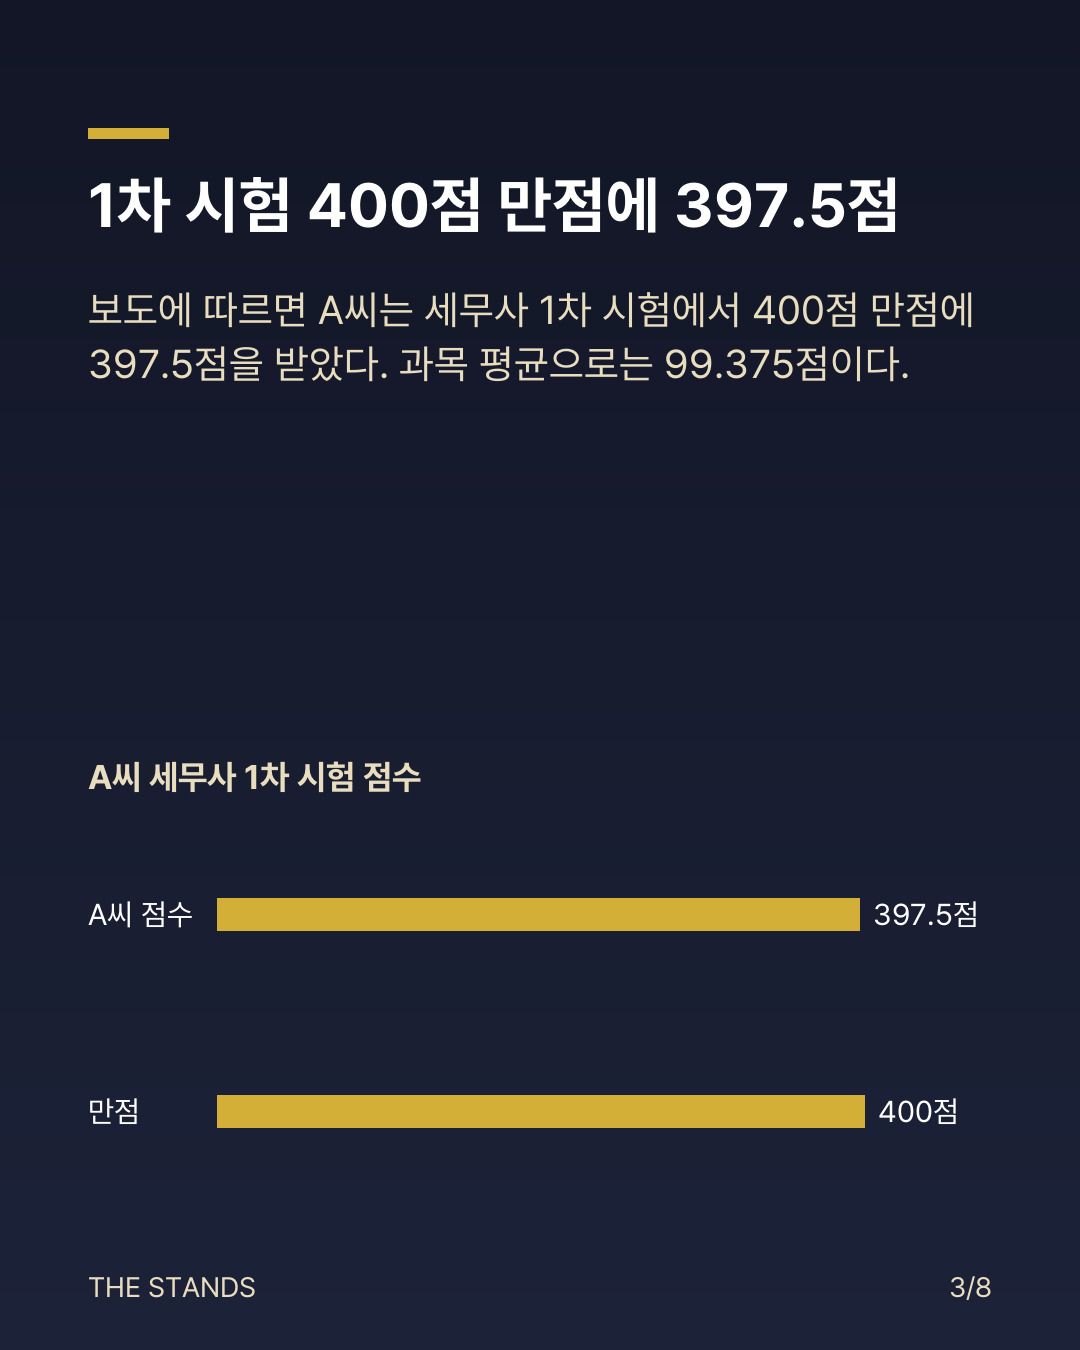 1차 시험 400점 만점에 397.5점
보도에 따르면 A씨는 세무사 1차 시험에서 400점 만점에
397.5점을 받았다. 과목 평균으로는 99.375점이다.
A씨 세무사 1차 시험 점수
A씨 점수 397.5점
만점 400점
THE STANDS 3/8